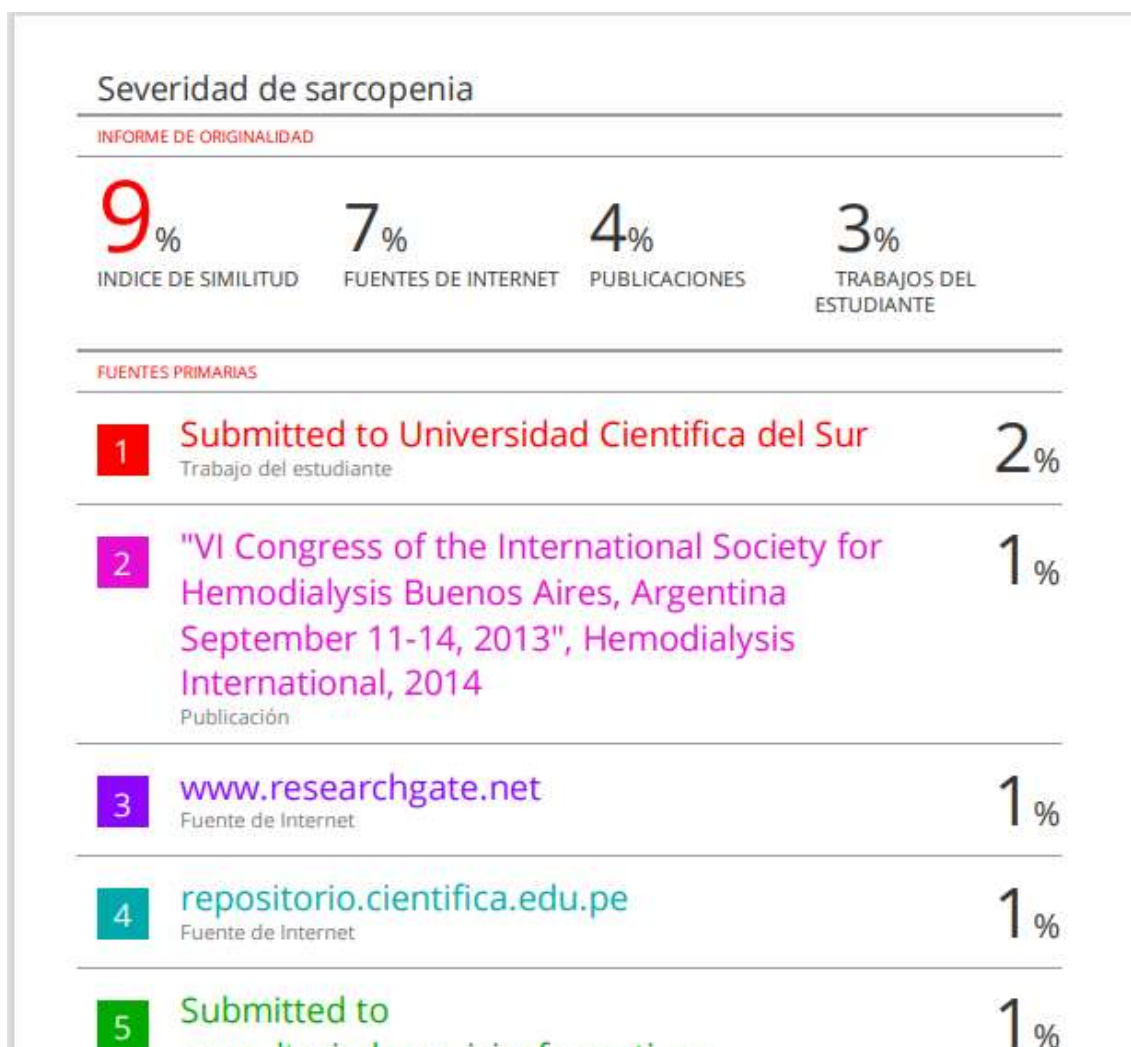 Severidad de sarcopenia
INFORME DE ORIGINALIDAD
9%
7%
4%
3%
INDICE DE SIMILITUD
FUENTES DE INTERNET
PUBLICACIONES
TRABAJOS DEL
ESTUDIANTE
FUENTES PRIMARIAS
1
Submitted to Universidad Cientifica del Sur
2%
Trabajo del estudiante
2
"VI Congress of the International Society for
1%
Hemodialysis Buenos Aires, Argentina
September 11-14, 2013", Hemodialysis
International, 2014
Publicación
3
www.researchgate.net
1%
Fuente de Internet
4
repositorio.cientifica.edu.pe
1%
Fuente de Internet
5
Submitted to
1%